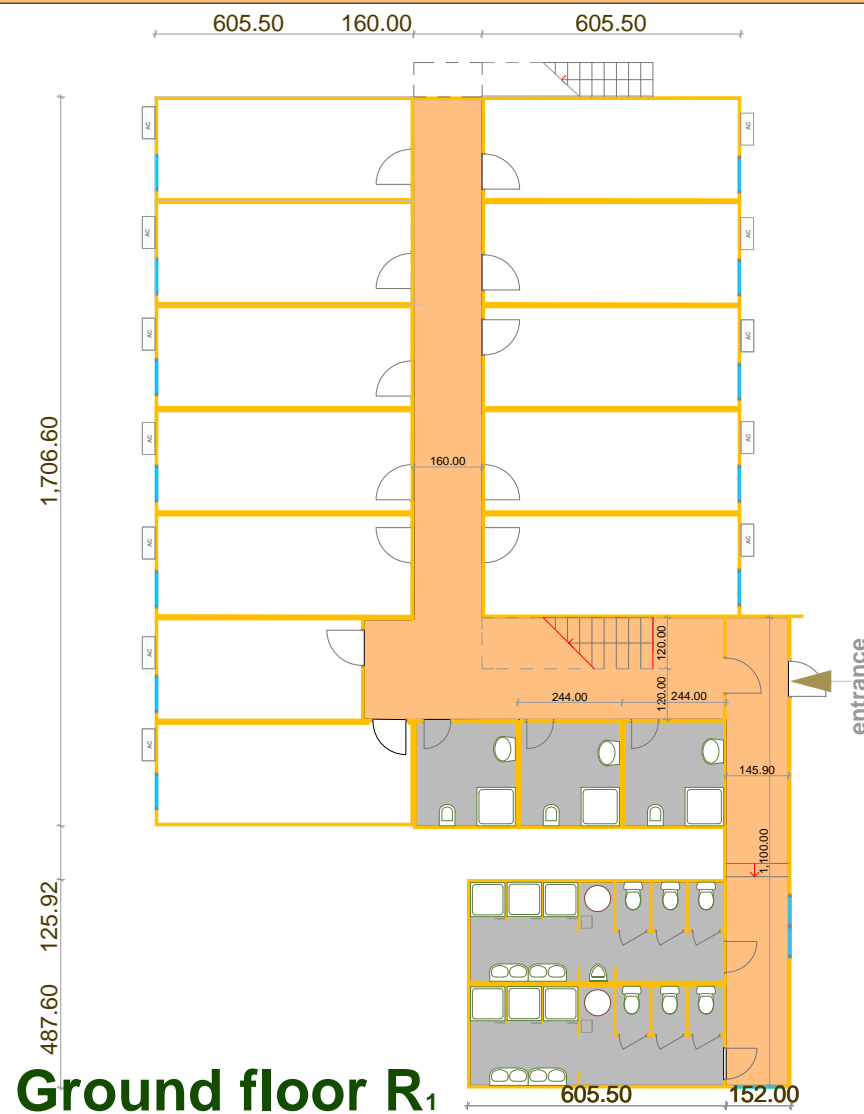 605.50 160.00 605.50
AC AC
AC AC
AC AC
1,706.60
AC AC
160.00
AC AC
AC
120.00
entrance
120.00
244.00 244.00
AC
145.90
1,100.00
125.92
487.60
Ground floor R1
605.50 152.00